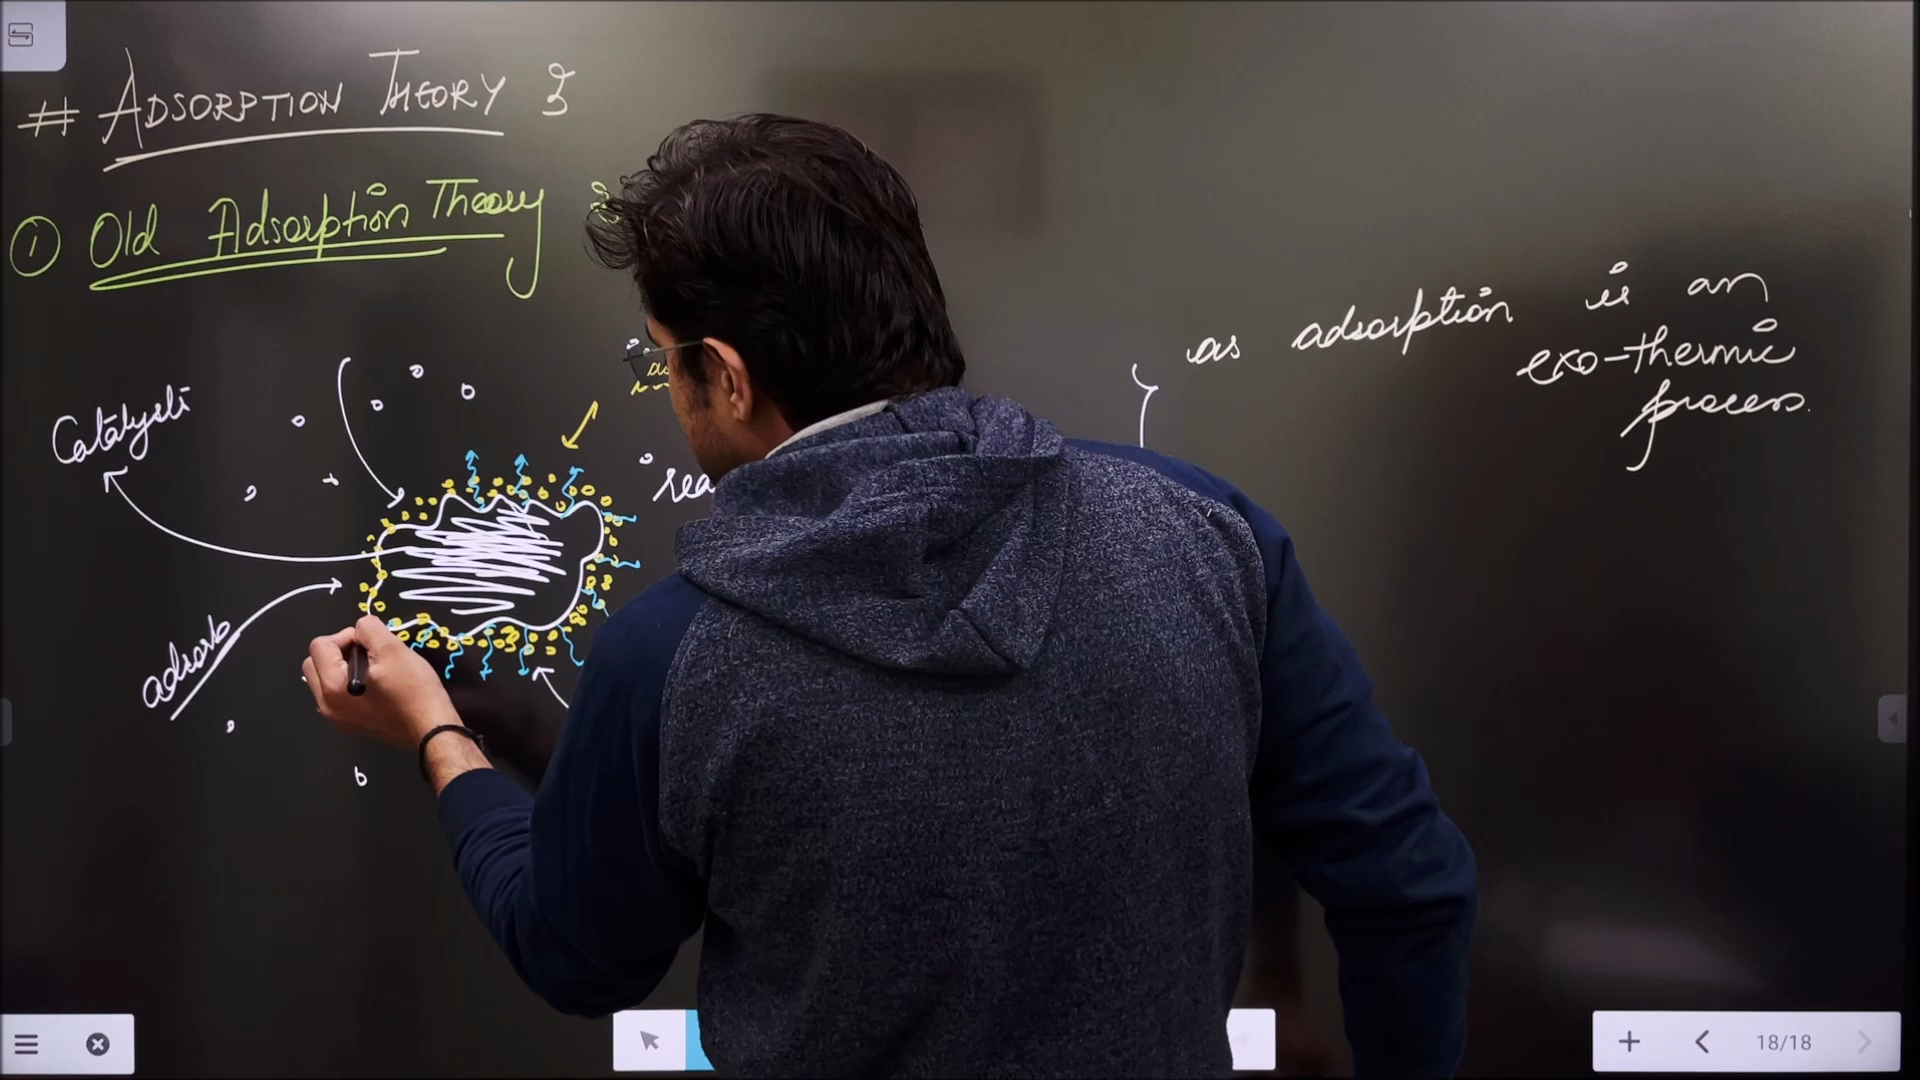 # ADSORPTION THEORY :
① Old Adsorption Theory :
as adsorption is an
exo-thermic
process.
Catalyst
adsorb
18/18